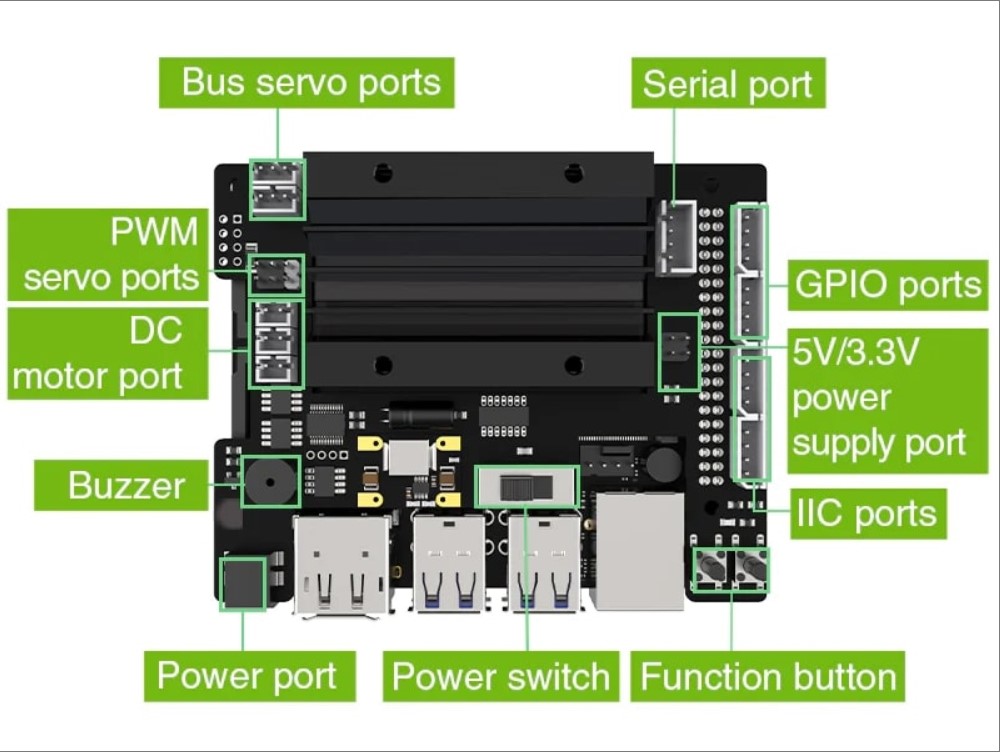 Bus servo ports
Serial port
PWM
servo ports
GPIO ports
DC
motor port
5V/3.3V
power
supply port
Buzzer
IIC ports
Power port
Power switch
Function button